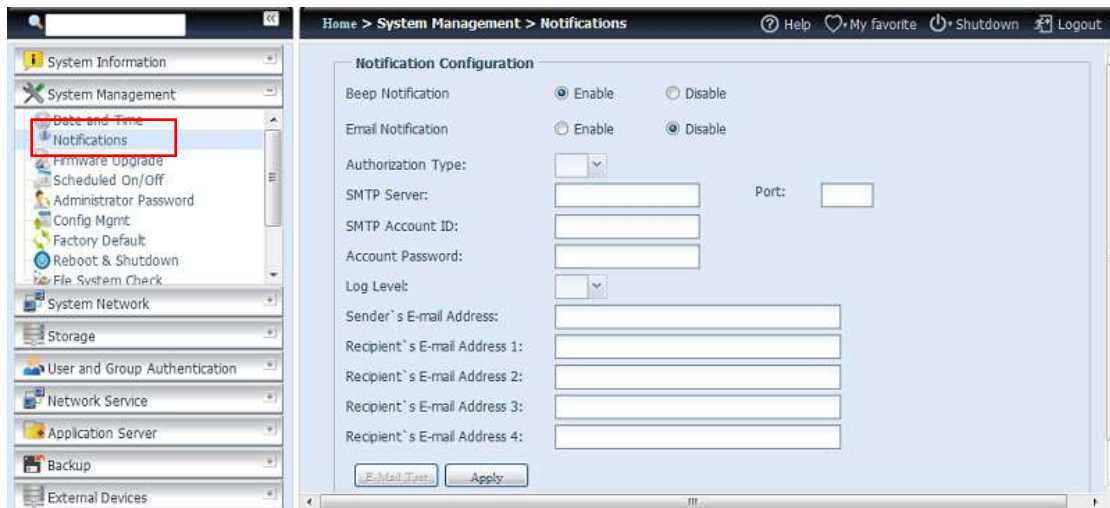 Home > System Management > Notifications
Help My favorite Shutdown Logout
System Information
System Management
Date and Time
Notifications
Firmware Upgrade
Scheduled On/Off
Administrator Password
Config Mgmt
Factory Default
Reboot & Shutdown
File System Check
System Network
Storage
User and Group Authentication
Network Service
Application Server
Backup
External Devices
Notification Configuration
Beep Notification Enable Disable
Email Notification Enable Disable
Authorization Type:
SMTP Server: Port:
SMTP Account ID:
Account Password:
Log Level:
Sender`s E-mail Address:
Recipient`s E-mail Address 1:
Recipient`s E-mail Address 2:
Recipient`s E-mail Address 3:
Recipient`s E-mail Address 4:
E-Mail Test Apply